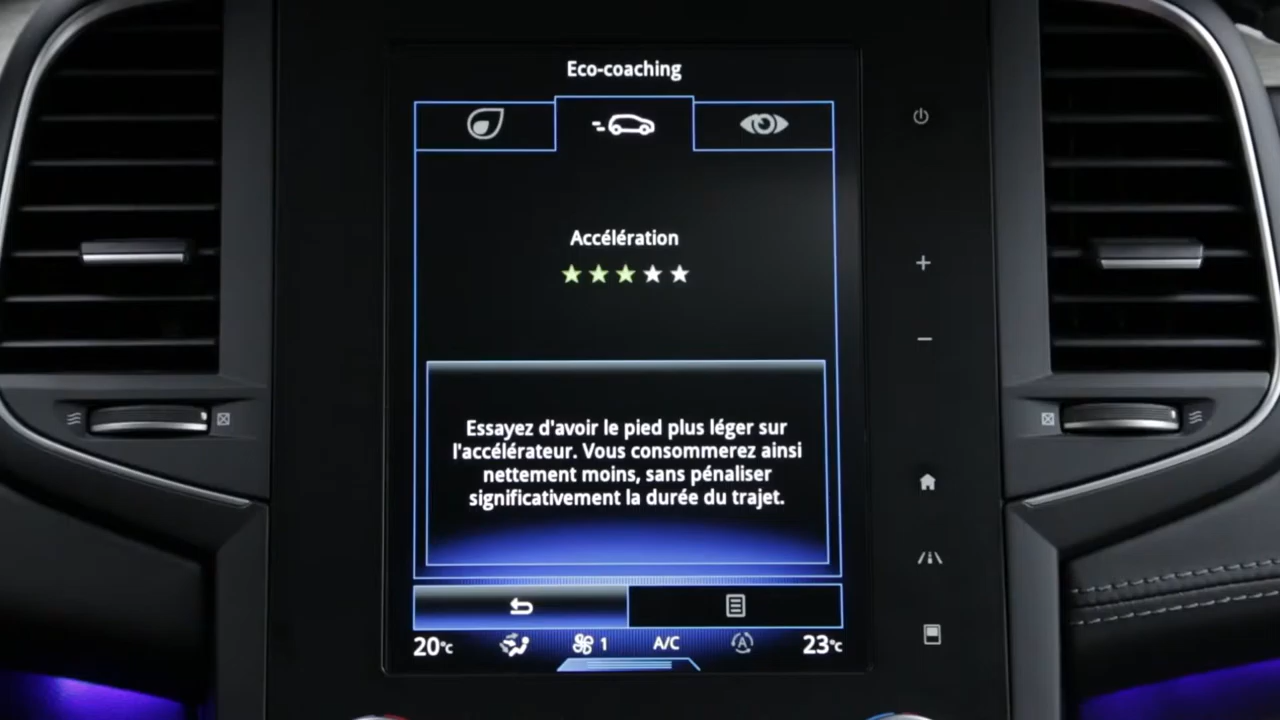 Eco-coaching
Accélération
Essayez d'avoir le pied plus léger sur
l'accélérateur. Vous consommerez ainsi
nettement moins, sans pénaliser
significativement la durée du trajet.
20°C 1 A/C A 23°C